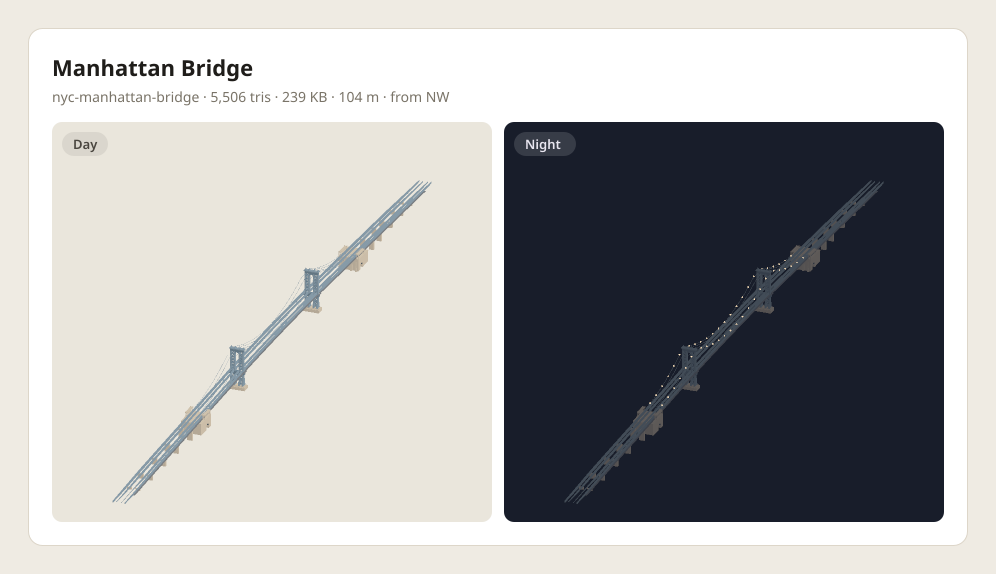 Manhattan Bridge
nyc-manhattan-bridge · 5,506 tris · 239 KB · 104 m · from NW
Day
Night